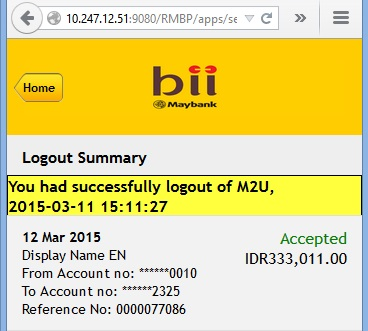 10.247.12.51:9080/RMBP/apps/se
Home
bii
Maybank
Logout Summary
You had successfully logout of M2U,
2015-03-11 15:11:27
12 Mar 2015
Accepted
Display Name EN
IDR333,011.00
From Account no: ******0010
To Account no: ******2325
Reference No: 0000077086